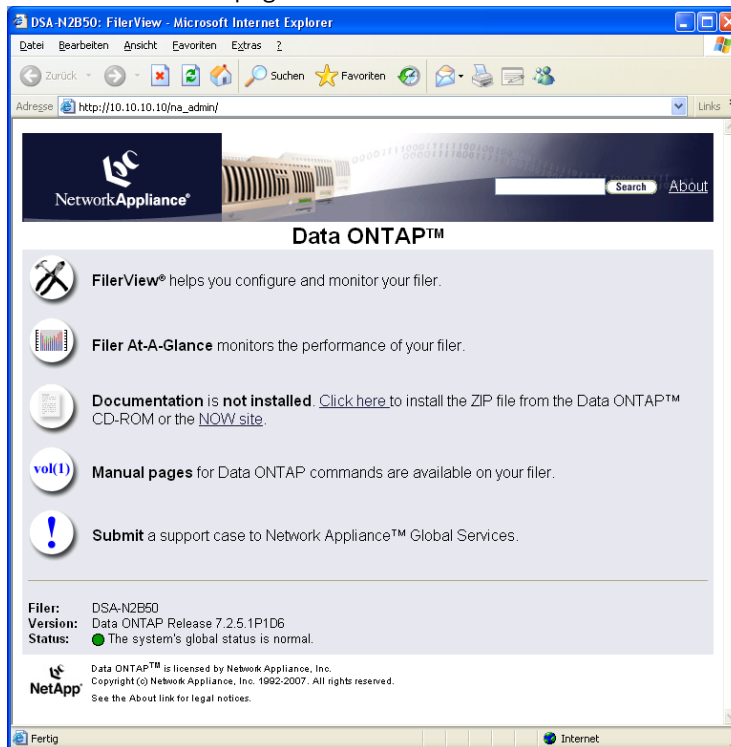 DSA-N2B50: FilerView - Microsoft Internet Explorer
Datei Bearbeiten Ansicht Favoriten Extras ?
Zurück Suchen Favoriten
Adresse http://10.10.10.10/na_admin/ Links
NetworkAppliance®
Search About
Data ONTAP™
FilerView® helps you configure and monitor your filer.
Filer At-A-Glance monitors the performance of your filer.
Documentation is not installed. Click here to install the ZIP file from the Data ONTAP™
CD-ROM or the NOW site.
vol(1)
Manual pages for Data ONTAP commands are available on your filer.
!
Submit a support case to Network Appliance™ Global Services.
Filer: DSA-N2B50
Version: Data ONTAP Release 7.2.5.1P1D6
Status: The system's global status is normal.
NetApp®
Data ONTAP™ is licensed by Network Appliance, Inc.
Copyright (c) Network Appliance, Inc. 1992-2007. All rights reserved.
See the About link for legal notices.
Fertig Internet